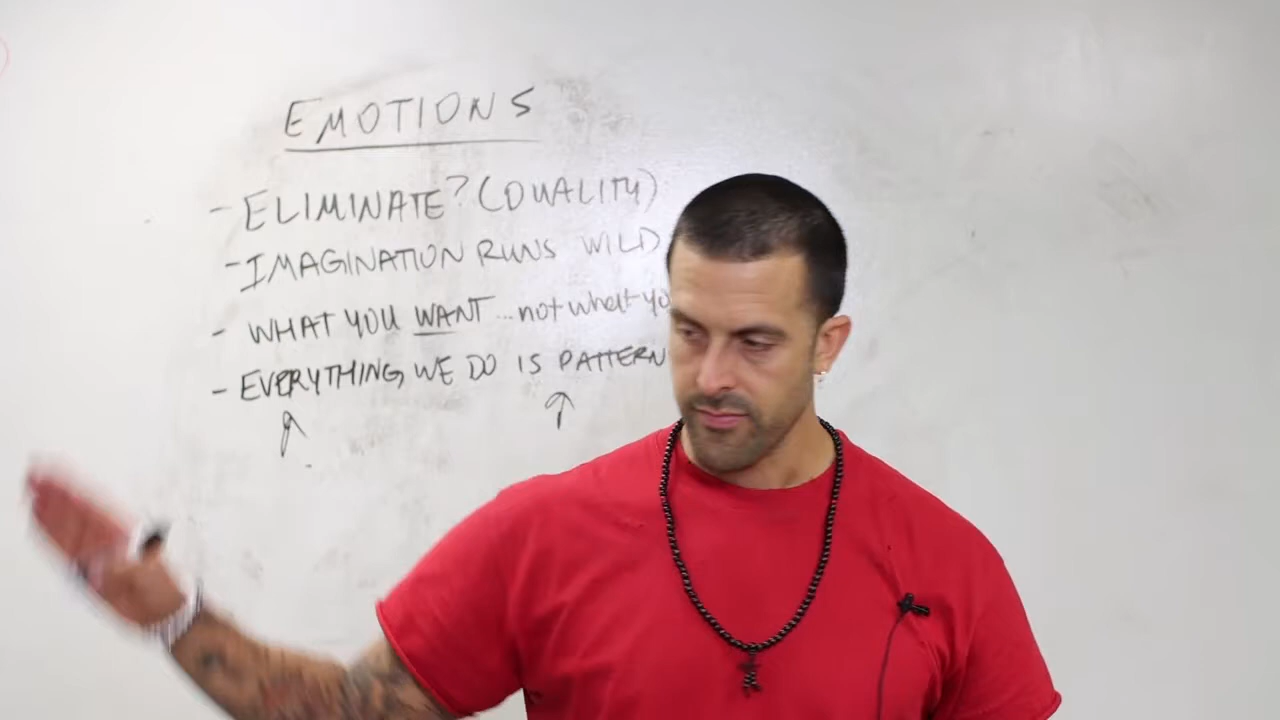 EMOTIONS
- ELIMINATE? (DUALITY)
- IMAGINATION RUNS WILD
- WHAT YOU WANT ... not what yo
- EVERYTHING WE DO IS PATTERN